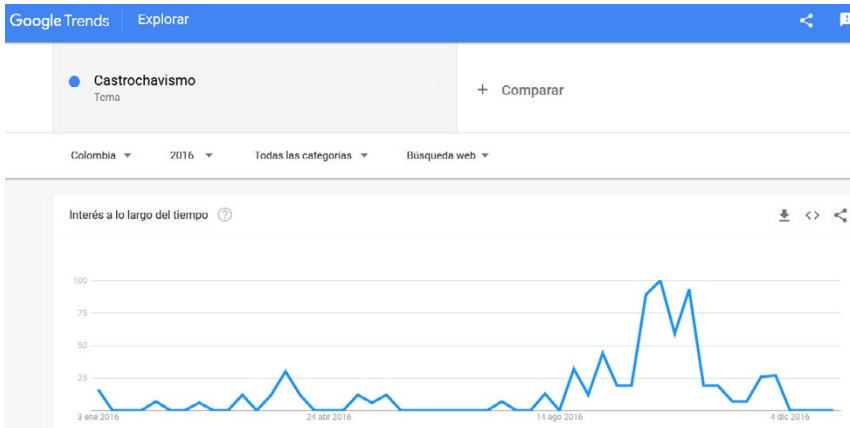 Google Trends Explorar
Castrochavismo
Tema
+ Comparar
Colombia 2016 Todas las categorías Búsqueda web
Interés a lo largo del tiempo ?
100
75
50
25
3 ene 2016 24 abr 2016 14 ago 2016 4 dic 2016